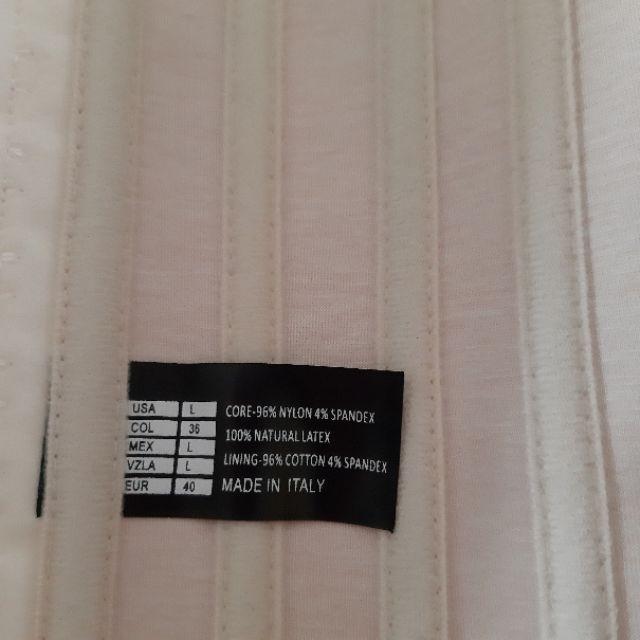 USA L CORE-96% NYLON 4% SPANDEX
COL 36 100% NATURAL LATEX
MEX L
VZLA L LINING-96% COTTON 4% SPANDEX
EUR 40 MADE IN ITALY